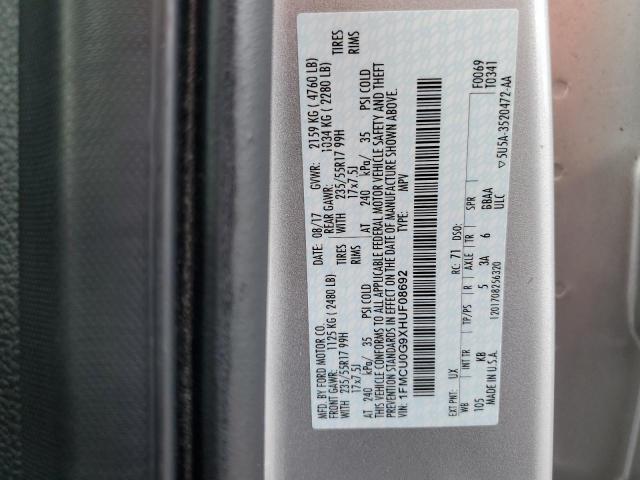 MFD. BY FORD MOTOR CO.
DATE: 08/17 GVWR: 2159 KG ( 4760 LB)
FRONT GAWR: 1125 KG ( 2480 LB) REAR GAWR: 1034 KG ( 2280 LB)
WITH 235/55R17 99H TIRES WITH 235/55R17 99H TIRES
17x7.5J RIMS 17x7.5J RIMS
AT 240 kPa/ 35 PSI COLD AT 240 kPa/ 35 PSI COLD
THIS VEHICLE CONFORMS TO ALL APPLICABLE FEDERAL MOTOR VEHICLE SAFETY AND THEFT
PREVENTION STANDARDS IN EFFECT ON THE DATE OF MANUFACTURE SHOWN ABOVE.
VIN: 1FMCU0G9XHUF08692 TYPE: MPV
EXT PNT: UX RC: 71 DSO: F0069
WB INT TR TP/PS R AXLE TR SPR T0341
105 KB 5 3A 6 BBAA
MADE IN U.S.A. 1201708256320 ULC
▽5U5A-3520472-AA